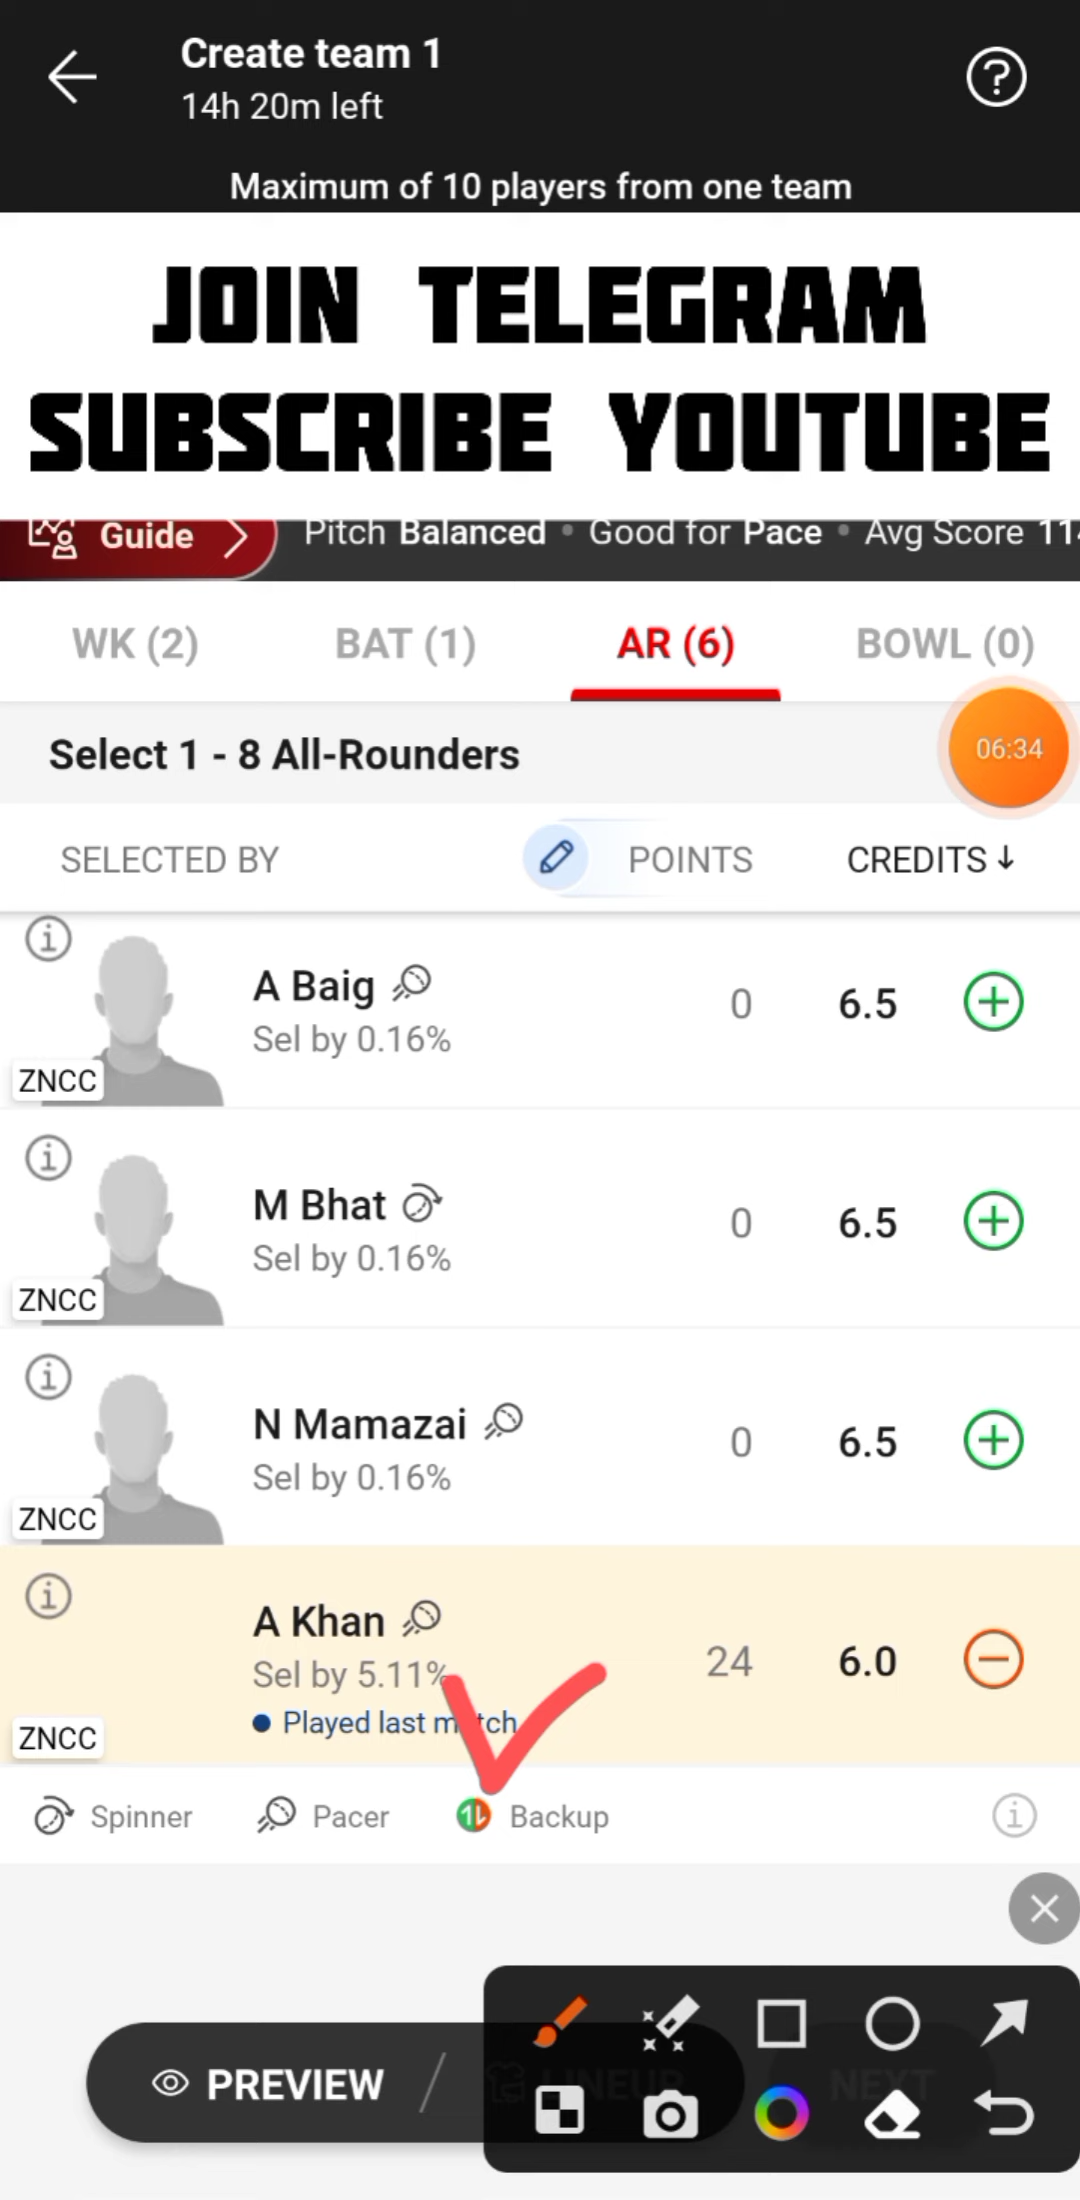 Create team 1
14h 20m left
Maximum of 10 players from one team
JOIN TELEGRAM
SUBSCRIBE YOUTUBE
Guide Pitch Balanced • Good for Pace • Avg Score
WK (2) BAT (1) AR (6) BOWL (0)
Select 1 - 8 All-Rounders
06:34
SELECTED BY POINTS CREDITS
A Baig 0 6.5
Sel by 0.16%
ZNCC
M Bhat 0 6.5
Sel by 0.16%
ZNCC
N Mamazai 0 6.5
Sel by 0.16%
ZNCC
A Khan 24 6.0
Sel by 5.11%
Played last match
ZNCC
Spinner Pacer Backup
PREVIEW LINEUP NEXT